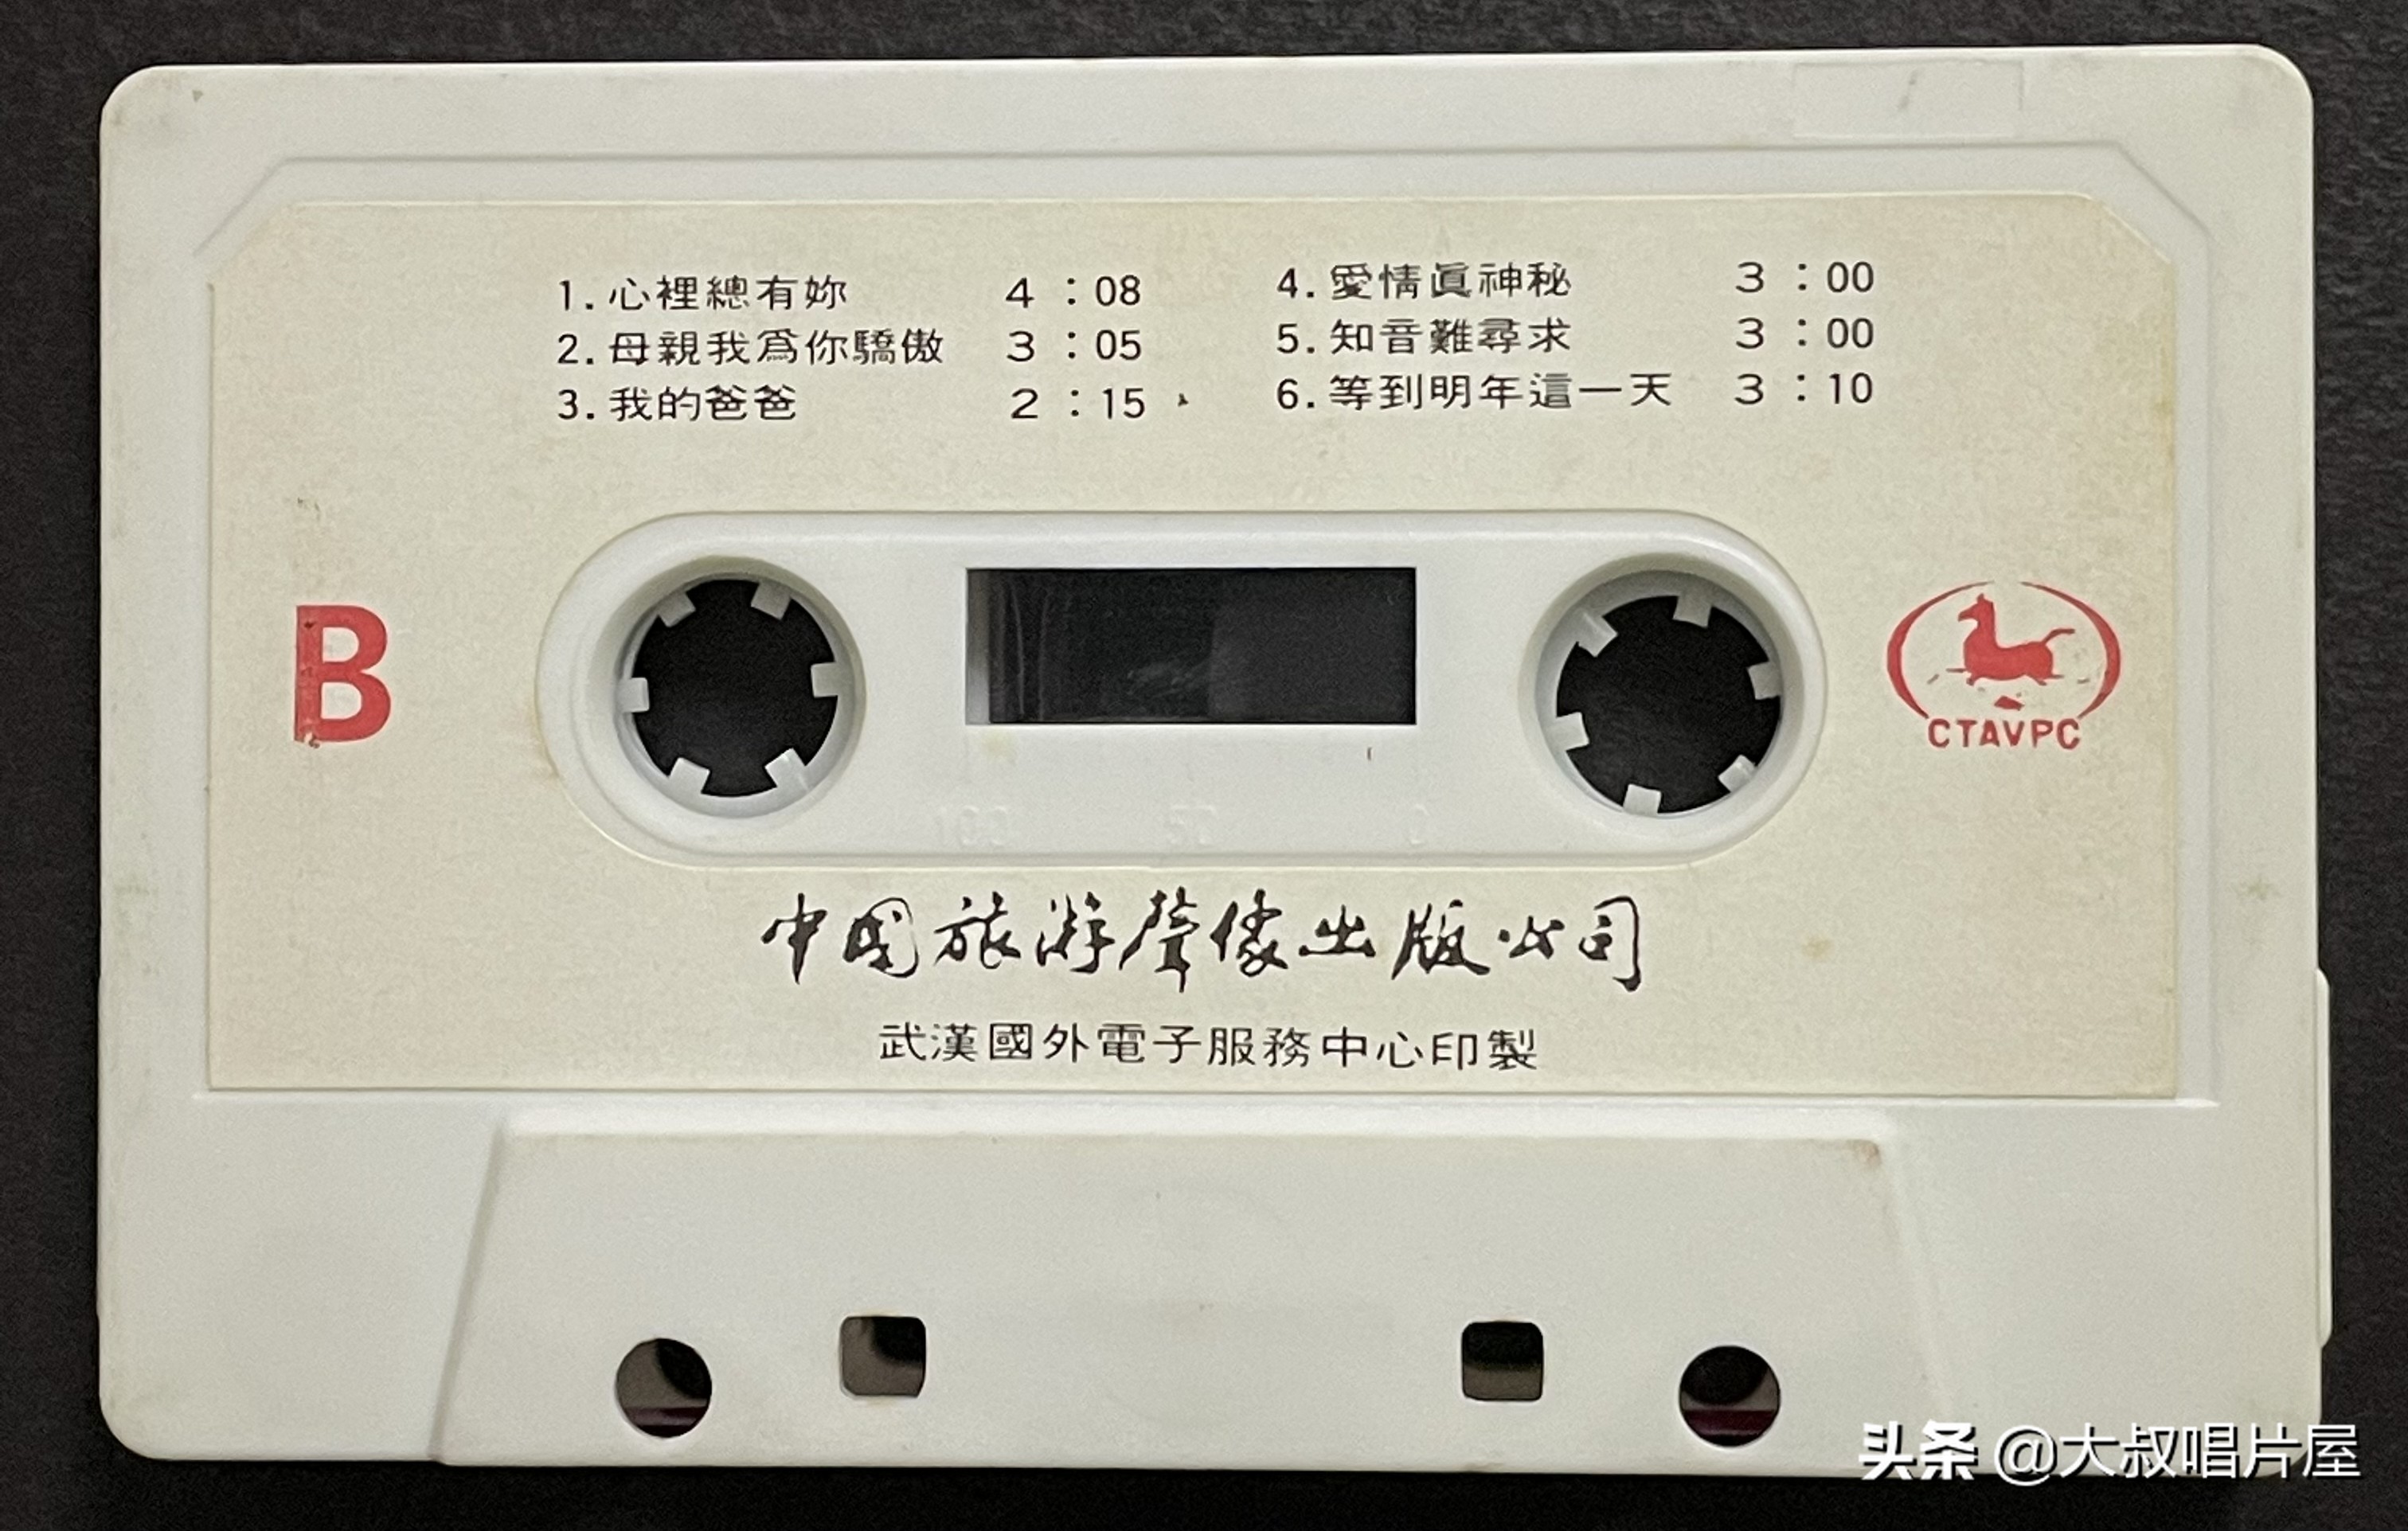 1. 心裡總有妳 4：08
2. 母親我爲你驕傲 3：05
3. 我的爸爸 2：15
4. 愛情眞神秘 3：00
5. 知音難尋求 3：00
6. 等到明年這一天 3：10
B
CTAVPC
100 50 0
中国旅游聲像出版公司
武漢國外電子服務中心印製
头条 @大叔唱片屋